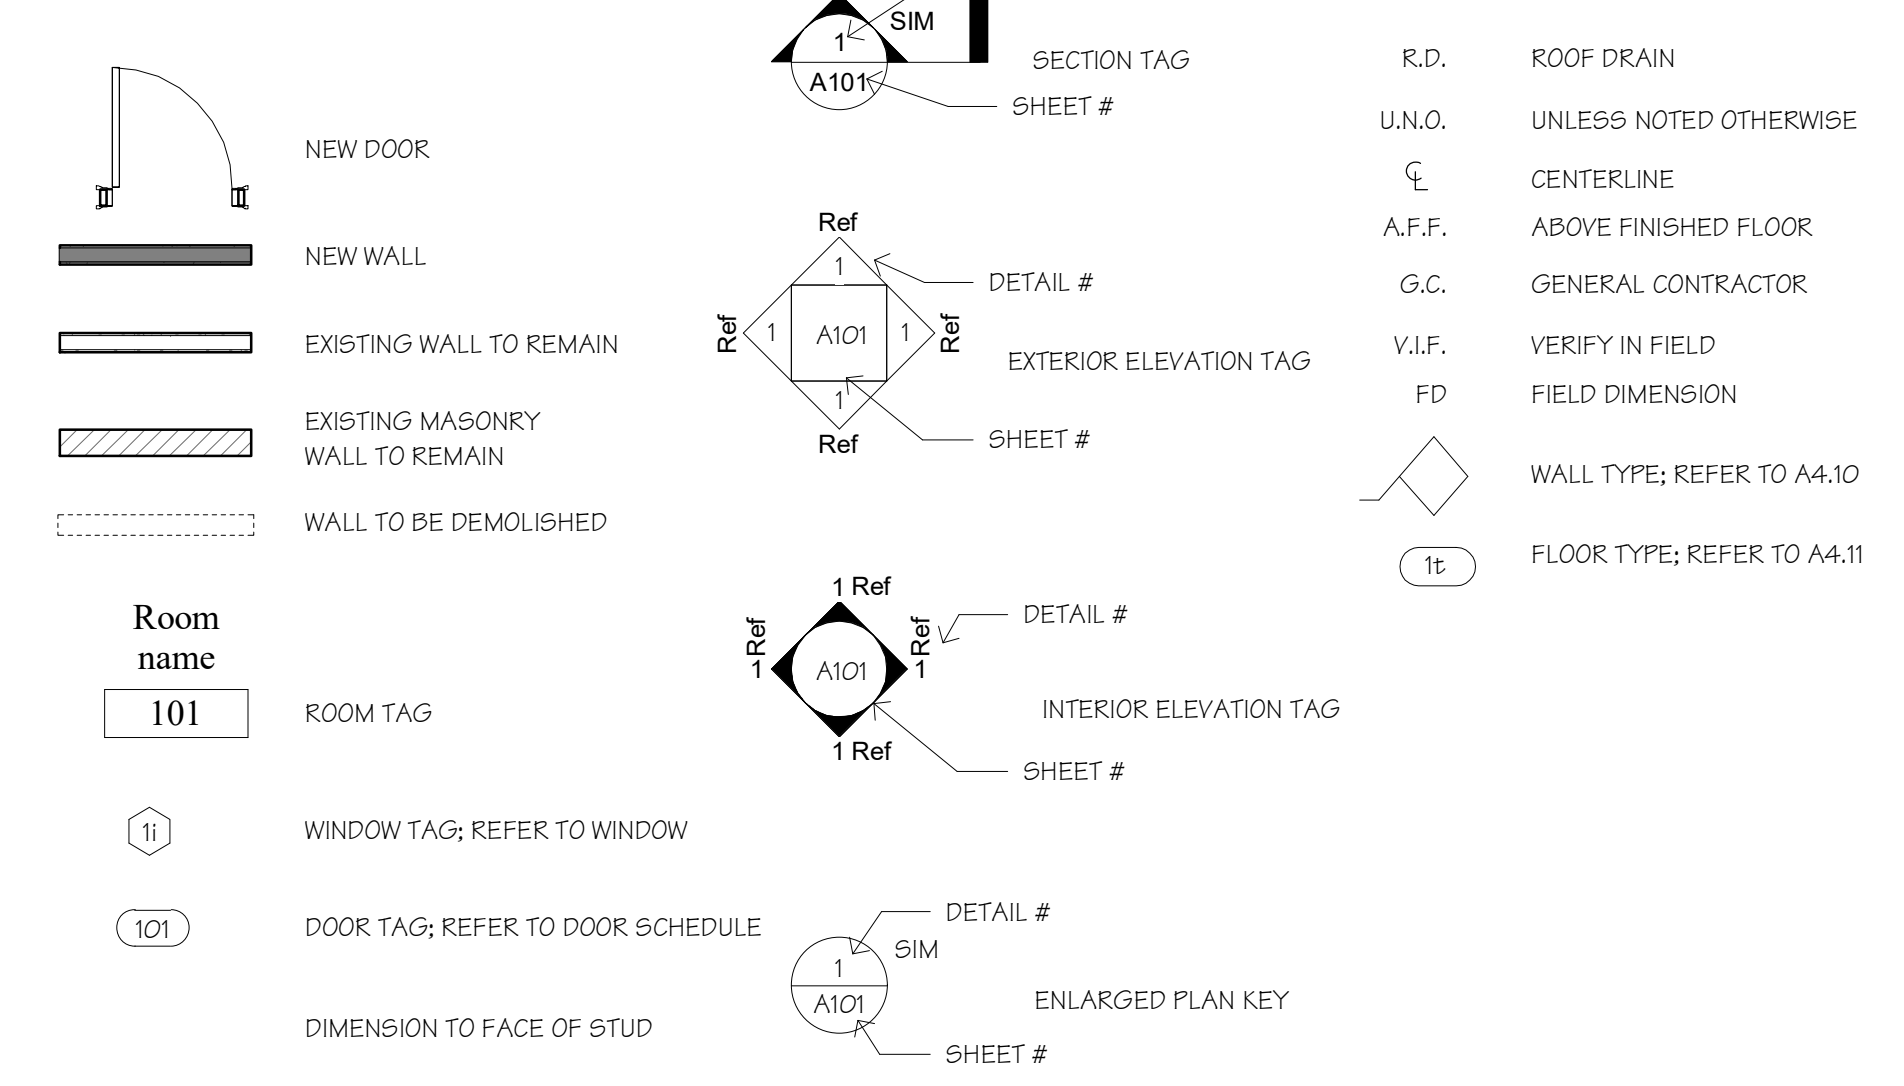 NEW DOOR
NEW WALL
EXISTING WALL TO REMAIN
EXISTING MASONRY
WALL TO REMAIN
WALL TO BE DEMOLISHED
Room
name
101
ROOM TAG
1i
WINDOW TAG; REFER TO WINDOW
101
DOOR TAG; REFER TO DOOR SCHEDULE
DIMENSION TO FACE OF STUD
SIM
1
A101
SECTION TAG
SHEET #
Ref
1
DETAIL #
Ref
1
A101
1
Ref
EXTERIOR ELEVATION TAG
1
Ref
SHEET #
1 Ref
DETAIL #
Ref
1
A101
Ref
1
INTERIOR ELEVATION TAG
1 Ref
SHEET #
DETAIL #
SIM
1
A101
ENLARGED PLAN KEY
SHEET #
R.D. ROOF DRAIN
U.N.O. UNLESS NOTED OTHERWISE
℄ CENTERLINE
A.F.F. ABOVE FINISHED FLOOR
G.C. GENERAL CONTRACTOR
V.I.F. VERIFY IN FIELD
FD FIELD DIMENSION
WALL TYPE; REFER TO A4.10
1t FLOOR TYPE; REFER TO A4.11